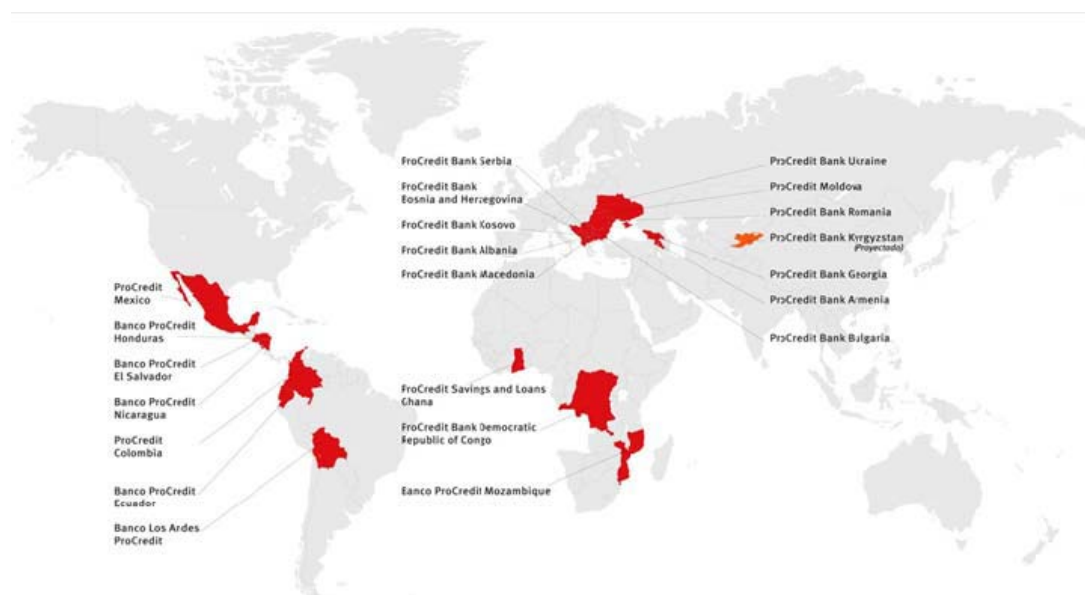 ProCredit
Mexico
Banco ProCredit
Honduras
Banco ProCredit
El Salvador
Banco ProCredit
Nicaragua
ProCredit
Colombia
Banco ProCredit
Ecuador
Banco Los Andes
ProCredit
ProCredit Bank Serbia
ProCredit Bank
Bosnia and Herzegovina
ProCredit Bank Kosovo
ProCredit Bank Albania
ProCredit Bank Macedonia
ProCredit Savings and Loans
Ghana
ProCredit Bank Democratic
Republic of Congo
Banco ProCredit Mozambique
ProCredit Bank Ukraine
ProCredit Moldova
ProCredit Bank Romania
ProCredit Bank Kyrgyzstan
(Proyectado)
ProCredit Bank Georgia
ProCredit Bank Armenia
ProCredit Bank Bulgaria